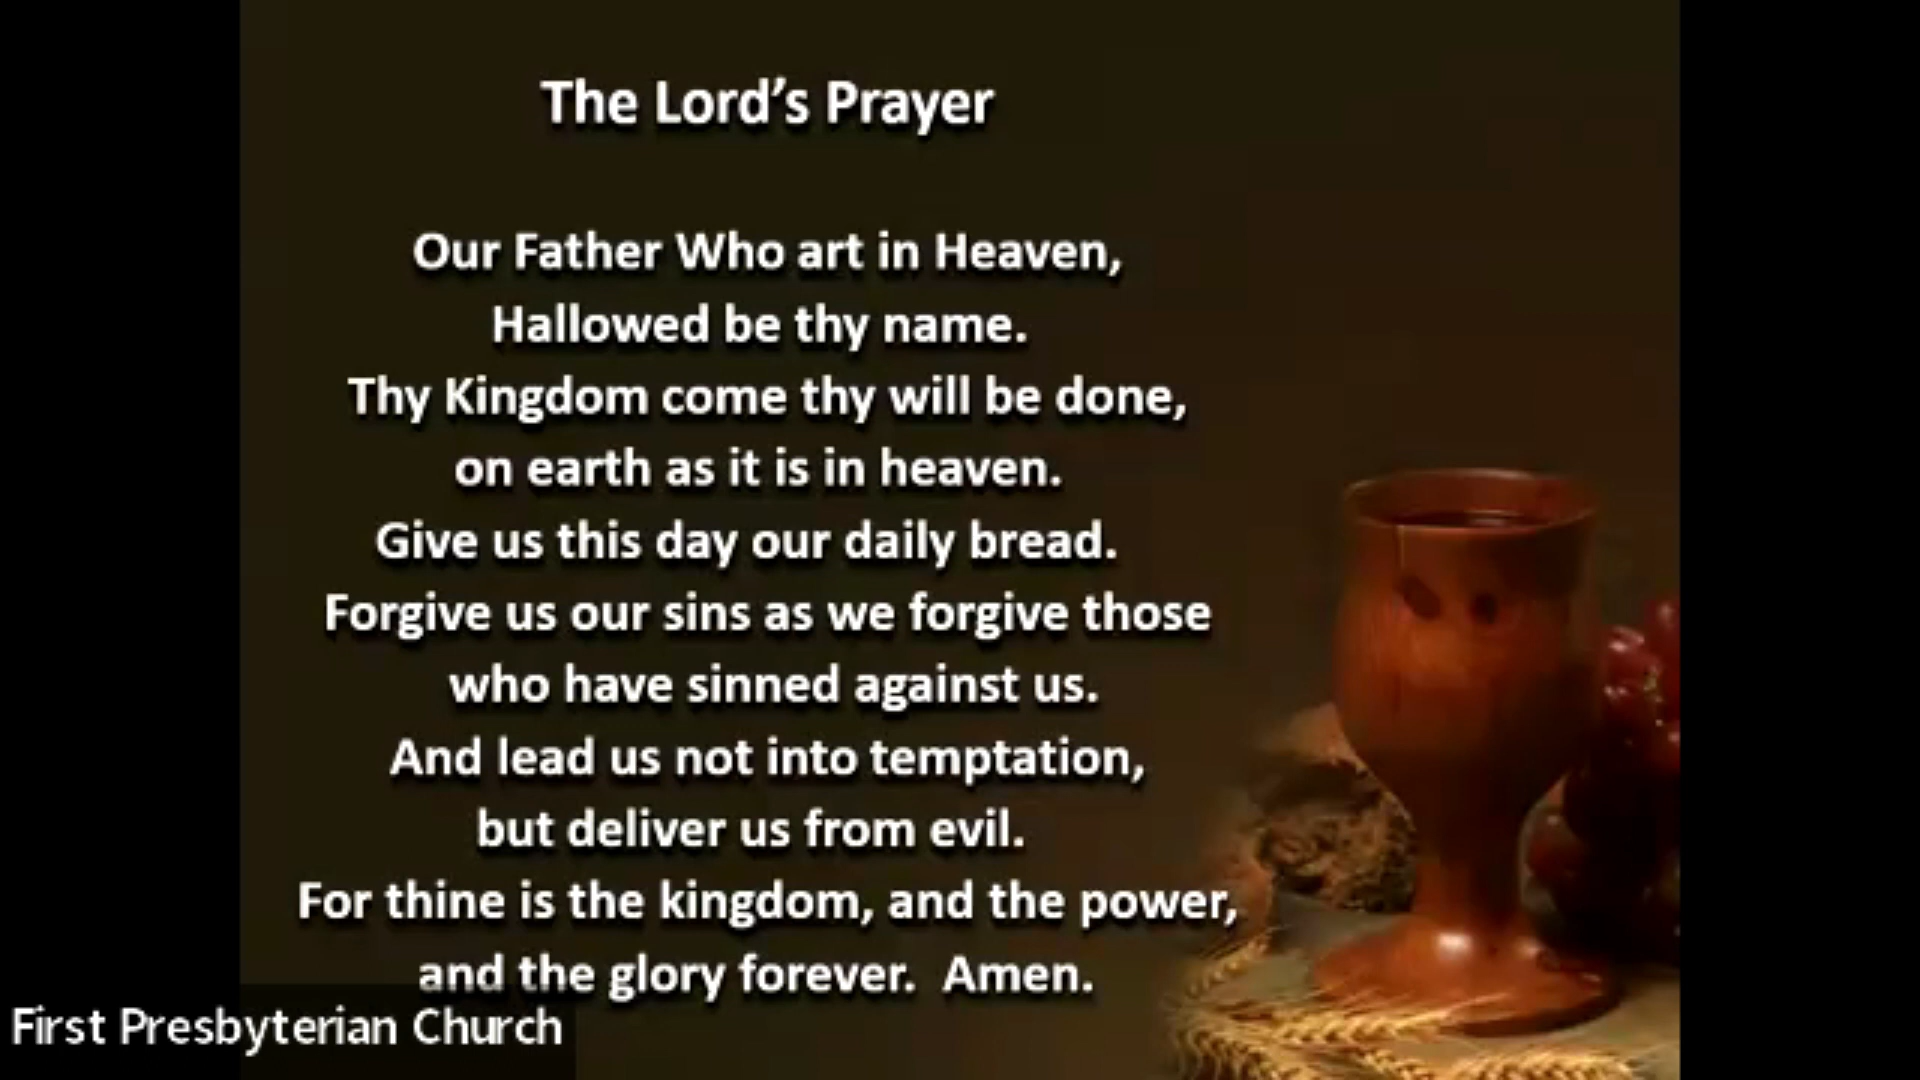 The Lord’s Prayer
Our Father Who art in Heaven,
Hallowed be thy name.
Thy Kingdom come thy will be done,
on earth as it is in heaven.
Give us this day our daily bread.
Forgive us our sins as we forgive those
who have sinned against us.
And lead us not into temptation,
but deliver us from evil.
For thine is the kingdom, and the power,
and the glory forever.  Amen.
First Presbyterian Church